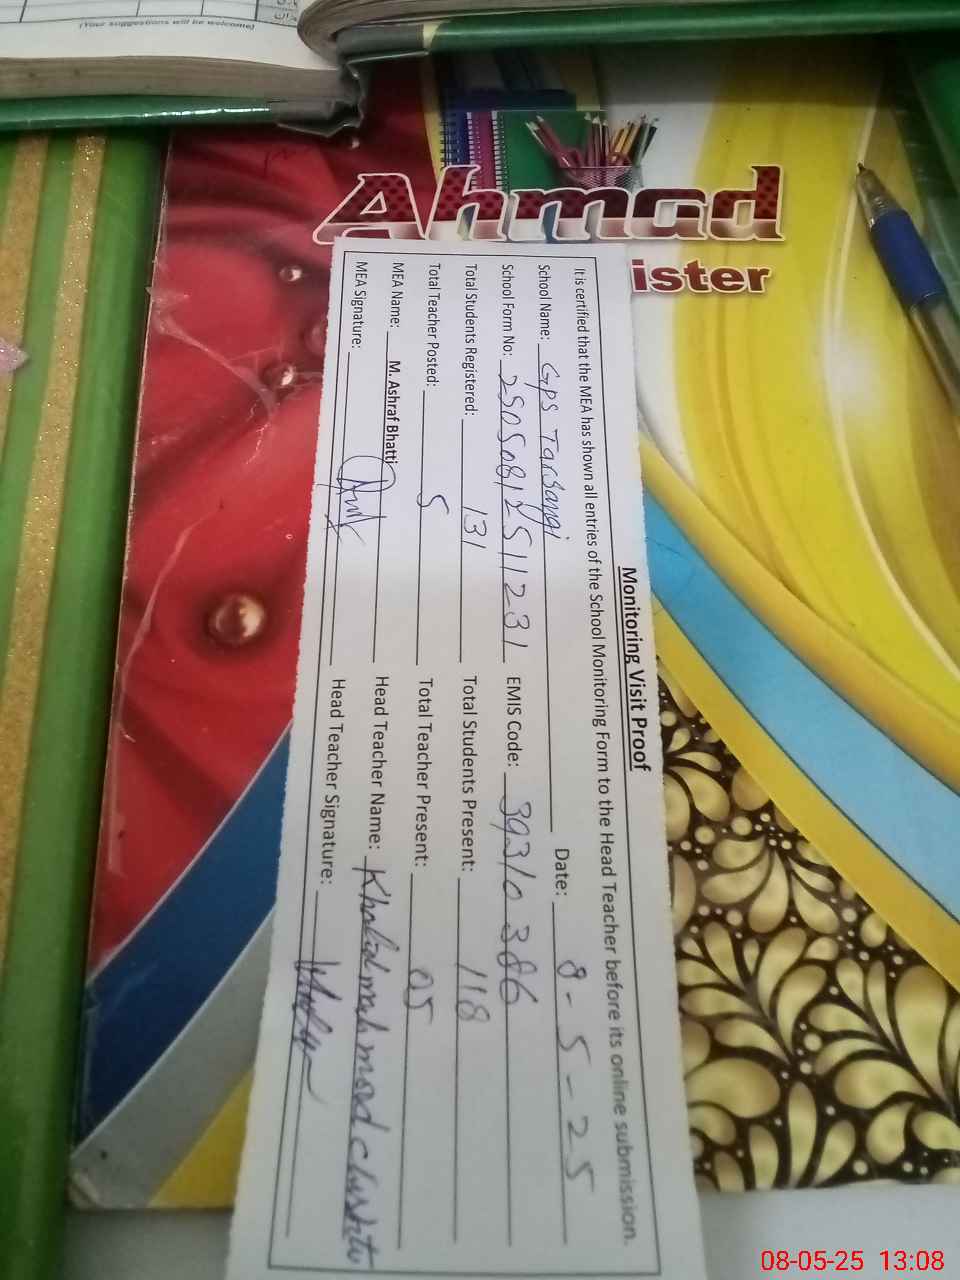 (Your suggestions will be welcome)
Ahmad
ister
Monitoring Visit Proof
It is certified that the MEA has shown all entries of the School Monitoring Form to the Head Teacher before its online submission.
School Name: Gps Tarsangi Date: 8-5-25
School Form No: 25050812511231 EMIS Code: 39310386
Total Students Registered: 131 Total Students Present: 118
Total Teacher Posted: 5 Total Teacher Present: 05
MEA Name: M. Ashraf Bhatti Head Teacher Name: Khalid mahmood
MEA Signature: Head Teacher Signature:
08-05-25 13:08